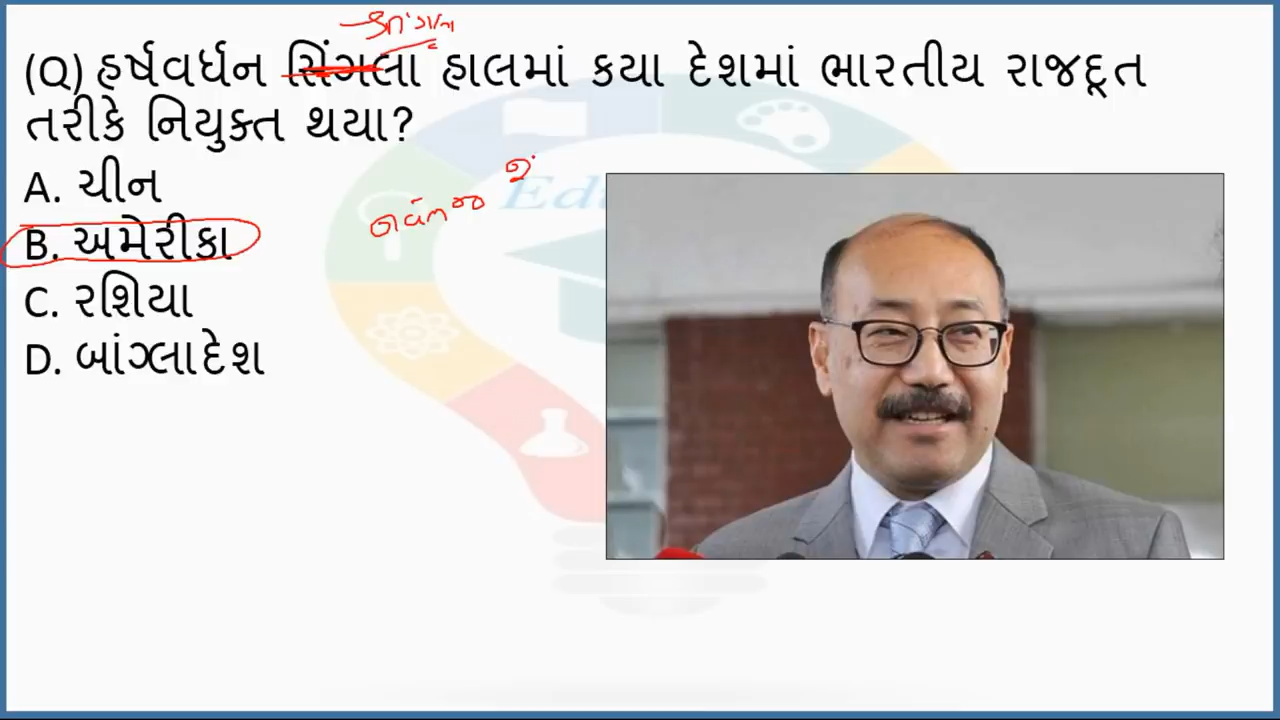 (Q) હર્ષવર્ધન સિંગલા હાલમાં કયા દેશમાં ભારતીય રાજદૂત
તરીકે નિયુક્ત થયા?
A. ચીન
B. અમેરીકા
C. રશિયા
D. બાંગ્લાદેશ